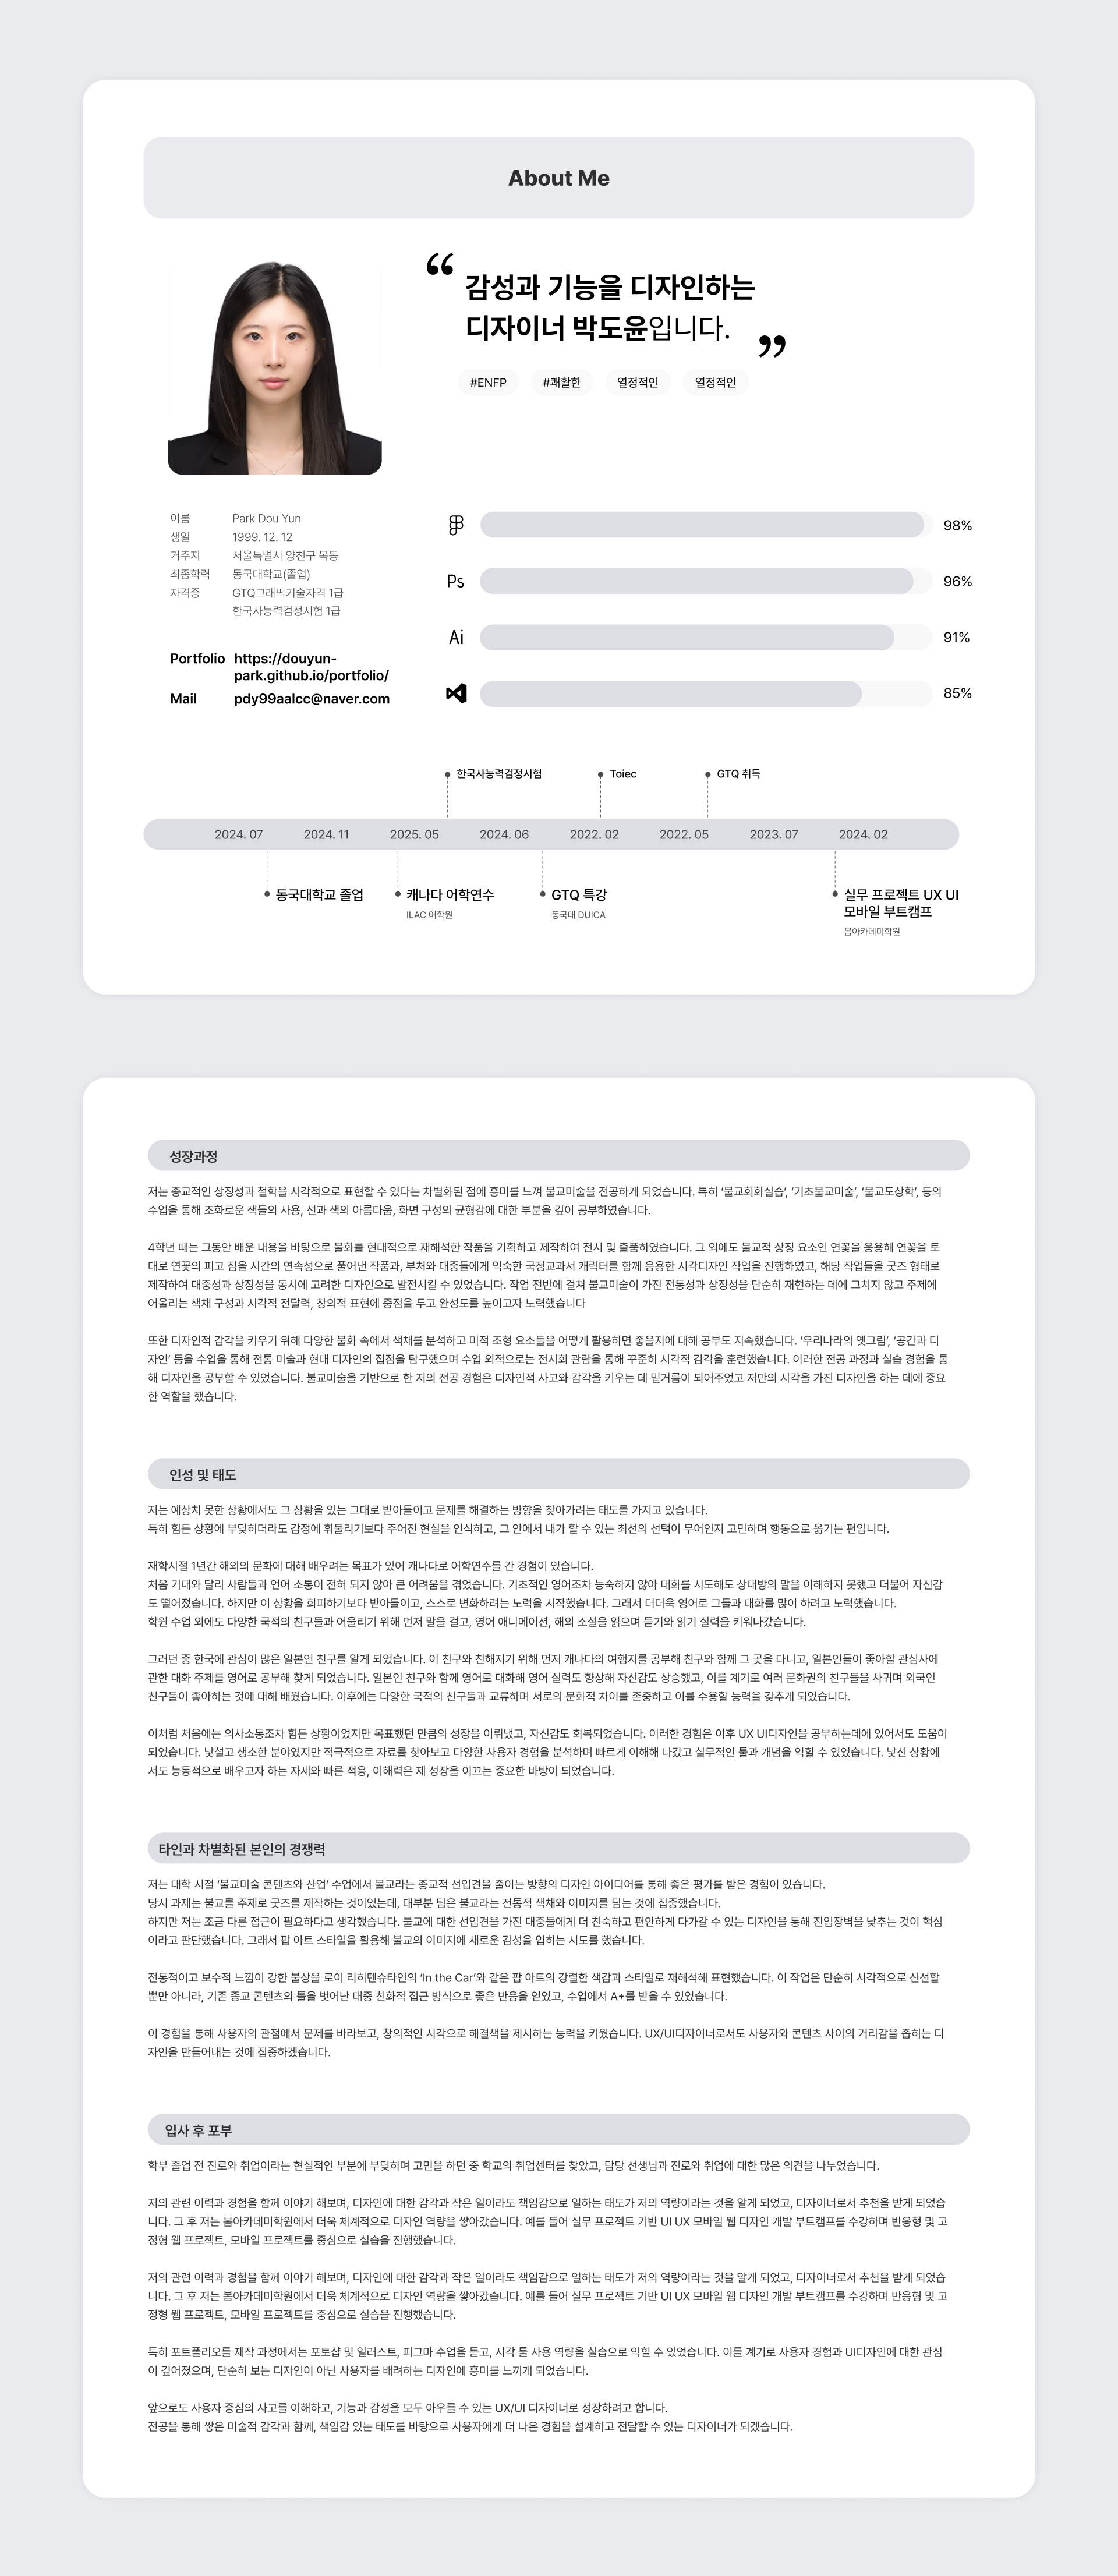 About Me
“ 감성과 기능을 디자인하는
디자이너 박도윤입니다. ”
#ENFP #쾌활한 열정적인 열정적인
이름 Park Dou Yun
생일 1999. 12. 12
거주지 서울특별시 양천구 목동
최종학력 동국대학교(졸업)
자격증 GTQ그래픽기술자격 1급
한국사능력검정시험 1급
Portfolio https://douyun-
park.github.io/portfolio/
Mail pdy99aalcc@naver.com
98%
Ps 96%
Ai 91%
85%
한국사능력검정시험 Toiec GTQ 취득
2024. 07 2024. 11 2025. 05 2024. 06 2022. 02 2022. 05 2023. 07 2024. 02
동국대학교 졸업 캐나다 어학연수 GTQ 특강 실무 프로젝트 UX UI
모바일 부트캠프
ILAC 어학원 동국대 DUICA
봄아카데미학원
성장과정
저는 종교적인 상징성과 철학을 시각적으로 표현할 수 있다는 차별화된 점에 흥미를 느껴 불교미술을 전공하게 되었습니다. 특히 ‘불교회화실습’, ‘기초불교미술’, ‘불교도상학’, 등의
수업을 통해 조화로운 색들의 사용, 선과 색의 아름다움, 화면 구성의 균형감에 대한 부분을 깊이 공부하였습니다.
4학년 때는 그동안 배운 내용을 바탕으로 불화를 현대적으로 재해석한 작품을 기획하고 제작하여 전시 및 출품하였습니다. 그 외에도 불교적 상징 요소인 연꽃을 응용해 연꽃을 토
대로 연꽃의 피고 짐을 시간의 연속성으로 풀어낸 작품과, 부처와 대중들에게 익숙한 국정교과서 캐릭터를 함께 응용한 시각디자인 작업을 진행하였고, 해당 작업들을 굿즈 형태로
제작하여 대중성과 상징성을 동시에 고려한 디자인으로 발전시킬 수 있었습니다. 작업 전반에 걸쳐 불교미술이 가진 전통성과 상징성을 단순히 재현하는 데에 그치지 않고 주제에
어울리는 색채 구성과 시각적 전달력, 창의적 표현에 중점을 두고 완성도를 높이고자 노력했습니다
또한 디자인적 감각을 키우기 위해 다양한 불화 속에서 색채를 분석하고 미적 조형 요소들을 어떻게 활용하면 좋을지에 대해 공부도 지속했습니다. ‘우리나라의 옛그림’, ‘공간과 디
자인’ 등을 수업을 통해 전통 미술과 현대 디자인의 접점을 탐구했으며 수업 외적으로는 전시회 관람을 통해 꾸준히 시각적 감각을 훈련했습니다. 이러한 전공 과정과 실습 경험을 통
해 디자인을 공부할 수 있었습니다. 불교미술을 기반으로 한 저의 전공 경험은 디자인적 사고와 감각을 키우는 데 밑거름이 되어주었고 저만의 시각을 가진 디자인을 하는 데에 중요
한 역할을 했습니다.
인성 및 태도
저는 예상치 못한 상황에서도 그 상황을 있는 그대로 받아들이고 문제를 해결하는 방향을 찾아가려는 태도를 가지고 있습니다.
특히 힘든 상황에 부딪히더라도 감정에 휘둘리기보다 주어진 현실을 인식하고, 그 안에서 내가 할 수 있는 최선의 선택이 무어인지 고민하며 행동으로 옮기는 편입니다.
재학시절 1년간 해외의 문화에 대해 배우려는 목표가 있어 캐나다로 어학연수를 간 경험이 있습니다.
처음 기대와 달리 사람들과 언어 소통이 전혀 되지 않아 큰 어려움을 겪었습니다. 기초적인 영어조차 능숙하지 않아 대화를 시도해도 상대방의 말을 이해하지 못했고 더불어 자신감
도 떨어졌습니다. 하지만 이 상황을 회피하기보다 받아들이고, 스스로 변화하려는 노력을 시작했습니다. 그래서 더더욱 영어로 그들과 대화를 많이 하려고 노력했습니다.
학원 수업 외에도 다양한 국적의 친구들과 어울리기 위해 먼저 말을 걸고, 영어 애니메이션, 해외 소설을 읽으며 듣기와 읽기 실력을 키워나갔습니다.
그러던 중 한국에 관심이 많은 일본인 친구를 알게 되었습니다. 이 친구와 친해지기 위해 먼저 캐나다의 여행지를 공부해 친구와 함께 그 곳을 다니고, 일본인들이 좋아할 관심사에
관한 대화 주제를 영어로 공부해 찾게 되었습니다. 일본인 친구와 함께 영어로 대화해 영어 실력도 향상해 자신감도 상승했고, 이를 계기로 여러 문화권의 친구들을 사귀며 외국인
친구들이 좋아하는 것에 대해 배웠습니다. 이후에는 다양한 국적의 친구들과 교류하며 서로의 문화적 차이를 존중하고 이를 수용할 능력을 갖추게 되었습니다.
이처럼 처음에는 의사소통조차 힘든 상황이었지만 목표했던 만큼의 성장을 이뤄냈고, 자신감도 회복되었습니다. 이러한 경험은 이후 UX UI디자인을 공부하는데에 있어서도 도움이
되었습니다. 낯설고 생소한 분야였지만 적극적으로 자료를 찾아보고 다양한 사용자 경험을 분석하며 빠르게 이해해 나갔고 실무적인 툴과 개념을 익힐 수 있었습니다. 낯선 상황에
서도 능동적으로 배우고자 하는 자세와 빠른 적응, 이해력은 제 성장을 이끄는 중요한 바탕이 되었습니다.
타인과 차별화된 본인의 경쟁력
저는 대학 시절 ‘불교미술 콘텐츠와 산업’ 수업에서 불교라는 종교적 선입견을 줄이는 방향의 디자인 아이디어를 통해 좋은 평가를 받은 경험이 있습니다.
당시 과제는 불교를 주제로 굿즈를 제작하는 것이었는데, 대부분 팀은 불교라는 전통적 색채와 이미지를 담는 것에 집중했습니다.
하지만 저는 조금 다른 접근이 필요하다고 생각했습니다. 불교에 대한 선입견을 가진 대중들에게 더 친숙하고 편안하게 다가갈 수 있는 디자인을 통해 진입장벽을 낮추는 것이 핵심
이라고 판단했습니다. 그래서 팝 아트 스타일을 활용해 불교의 이미지에 새로운 감성을 입히는 시도를 했습니다.
전통적이고 보수적 느낌이 강한 불상을 로이 리히텐슈타인의 ‘In the Car’와 같은 팝 아트의 강렬한 색감과 스타일로 재해석해 표현했습니다. 이 작업은 단순히 시각적으로 신선할
뿐만 아니라, 기존 종교 콘텐츠의 틀을 벗어난 대중 친화적 접근 방식으로 좋은 반응을 얻었고, 수업에서 A+를 받을 수 있었습니다.
이 경험을 통해 사용자의 관점에서 문제를 바라보고, 창의적인 시각으로 해결책을 제시하는 능력을 키웠습니다. UX/UI디자이너로서도 사용자와 콘텐츠 사이의 거리감을 좁히는 디
자인을 만들어내는 것에 집중하겠습니다.
입사 후 포부
학부 졸업 전 진로와 취업이라는 현실적인 부분에 부딪히며 고민을 하던 중 학교의 취업센터를 찾았고, 담당 선생님과 진로와 취업에 대한 많은 의견을 나누었습니다.
저의 관련 이력과 경험을 함께 이야기 해보며, 디자인에 대한 감각과 작은 일이라도 책임감으로 일하는 태도가 저의 역량이라는 것을 알게 되었고, 디자이너로서 추천을 받게 되었습
니다. 그 후 저는 봄아카데미학원에서 더욱 체계적으로 디자인 역량을 쌓아갔습니다. 예를 들어 실무 프로젝트 기반 UI UX 모바일 웹 디자인 개발 부트캠프를 수강하며 반응형 및 고
정형 웹 프로젝트, 모바일 프로젝트를 중심으로 실습을 진행했습니다.
저의 관련 이력과 경험을 함께 이야기 해보며, 디자인에 대한 감각과 작은 일이라도 책임감으로 일하는 태도가 저의 역량이라는 것을 알게 되었고, 디자이너로서 추천을 받게 되었습
니다. 그 후 저는 봄아카데미학원에서 더욱 체계적으로 디자인 역량을 쌓아갔습니다. 예를 들어 실무 프로젝트 기반 UI UX 모바일 웹 디자인 개발 부트캠프를 수강하며 반응형 및 고
정형 웹 프로젝트, 모바일 프로젝트를 중심으로 실습을 진행했습니다.
특히 포트폴리오를 제작 과정에서는 포토샵 및 일러스트, 피그마 수업을 듣고, 시각 툴 사용 역량을 실습으로 익힐 수 있었습니다. 이를 계기로 사용자 경험과 UI디자인에 대한 관심
이 깊어졌으며, 단순히 보는 디자인이 아닌 사용자를 배려하는 디자인에 흥미를 느끼게 되었습니다.
앞으로도 사용자 중심의 사고를 이해하고, 기능과 감성을 모두 아우를 수 있는 UX/UI 디자이너로 성장하려고 합니다.
전공을 통해 쌓은 미술적 감각과 함께, 책임감 있는 태도를 바탕으로 사용자에게 더 나은 경험을 설계하고 전달할 수 있는 디자이너가 되겠습니다.